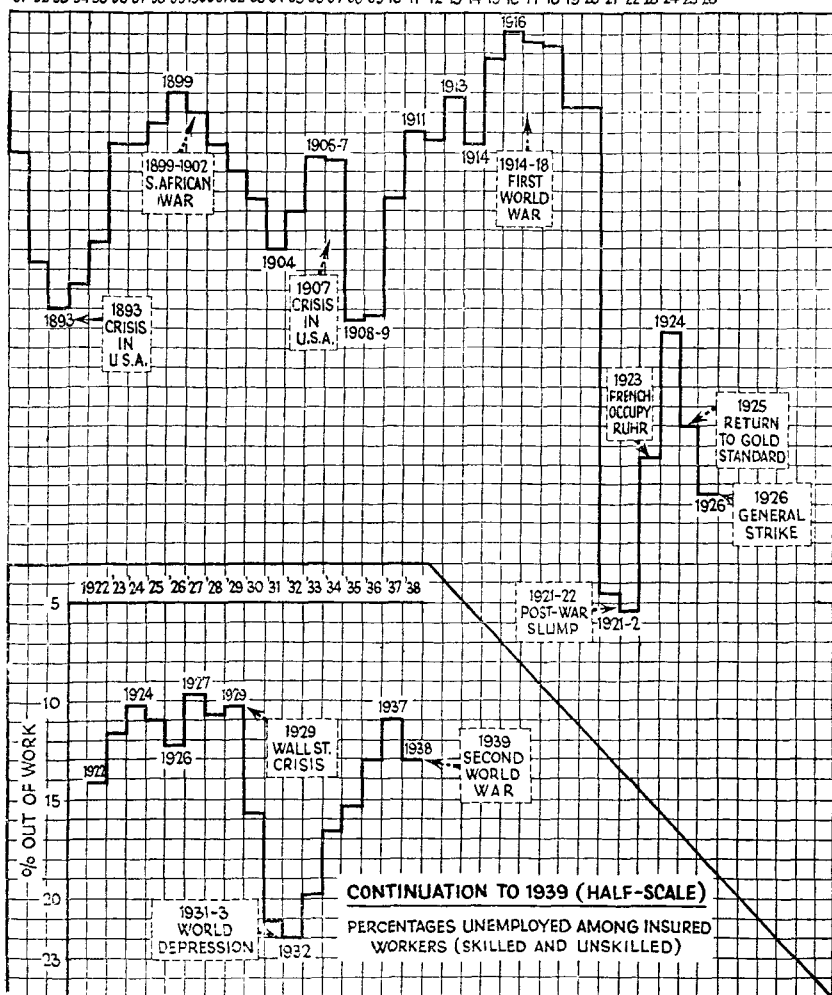 1899
1899-1902
S. AFRICAN
WAR
1893
1893
CRISIS
IN
U.S.A.
1904
1906-7
1907
CRISIS
IN
U.S.A.
1908-9
1911
1913
1914
1916
1914-18
FIRST
WORLD
WAR
1924
1923
FRENCH
OCCUPY
RUHR
1925
RETURN
TO GOLD
STANDARD
1926
1926
GENERAL
STRIKE
1921-22
POST-WAR
SLUMP
1921-2
1922 '23 '24 '25 '26 '27 '28 '29 '30 '31 '32 '33 '34 '35 '36 '37 '38
5
10
15
20
23
% OUT OF WORK
1922
1924
1926
1927
1929
1929
WALL ST.
CRISIS
1931-3
WORLD
DEPRESSION
1932
1937
1938
1939
SECOND
WORLD
WAR
CONTINUATION TO 1939 (HALF-SCALE)
PERCENTAGES UNEMPLOYED AMONG INSURED
WORKERS (SKILLED AND UNSKILLED)